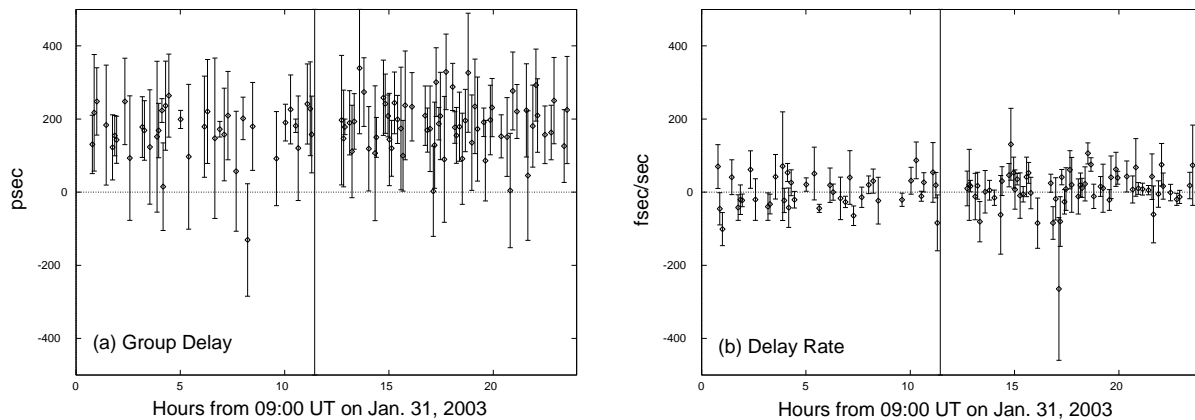 400
200
0
-200
-400
psec
(a) Group Delay
0 5 10 15 20
Hours from 09:00 UT on Jan. 31, 2003
400
200
0
-200
-400
fsec/sec
(b) Delay Rate
0 5 10 15 20
Hours from 09:00 UT on Jan. 31, 2003